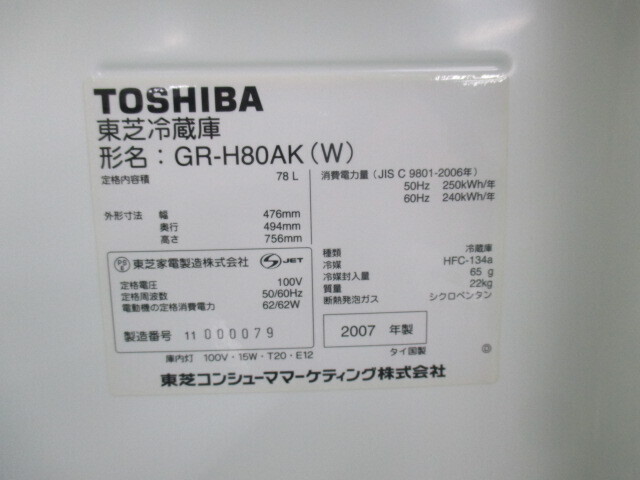 TOSHIBA
東芝冷蔵庫
形名：GR-H80AK(W)
定格内容積 78 L
外形寸法 幅 476mm
奥行 494mm
高さ 756mm
消費電力量(JIS C 9801-2006年)
50Hz 250kWh/年
60Hz 240kWh/年
PSE 東芝家電製造株式会社 S JET
定格電圧 100V
定格周波数 50/60Hz
電動機の定格消費電力 62/62W
製造番号 11 000079
種類 冷蔵庫
冷媒 HFC-134a
冷媒封入量 65 g
質量 22kg
断熱発泡ガス シクロペンタン
2007 年製
タイ国製
庫内灯 100V・15W・T20・E12
東芝コンシューママーケティング株式会社